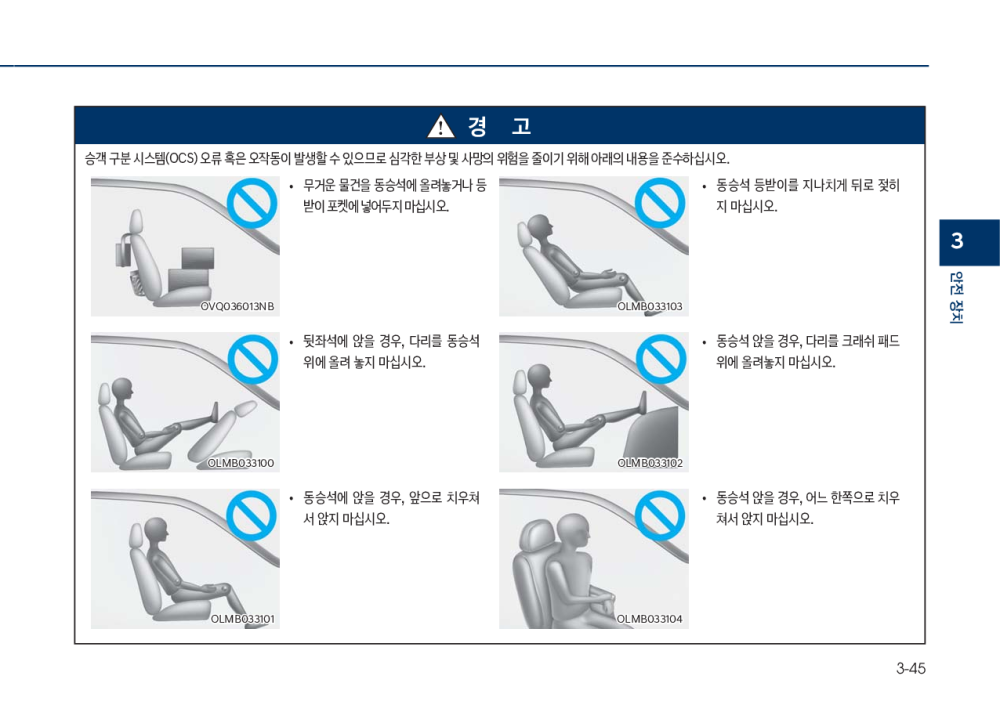 경 고
승객 구분 시스템(OCS) 오류 혹은 오작동이 발생할 수 있으므로 심각한 부상 및 사망의 위험을 줄이기 위해 아래의 내용을 준수하십시오.
• 무거운 물건을 동승석에 올려놓거나 등
받이 포켓에 넣어두지 마십시오.
OVQ036013NB
• 동승석 등받이를 지나치게 뒤로 젖히
지 마십시오.
OLMB033103
• 뒷좌석에 앉을 경우, 다리를 동승석
위에 올려 놓지 마십시오.
OLMB033100
• 동승석 앉을 경우, 다리를 크래쉬 패드
위에 올려놓지 마십시오.
OLMB033102
• 동승석에 앉을 경우, 앞으로 치우쳐
서 앉지 마십시오.
OLMB033101
• 동승석 앉을 경우, 어느 한쪽으로 치우
쳐서 앉지 마십시오.
OLMB033104
3
안전 장치
3-45